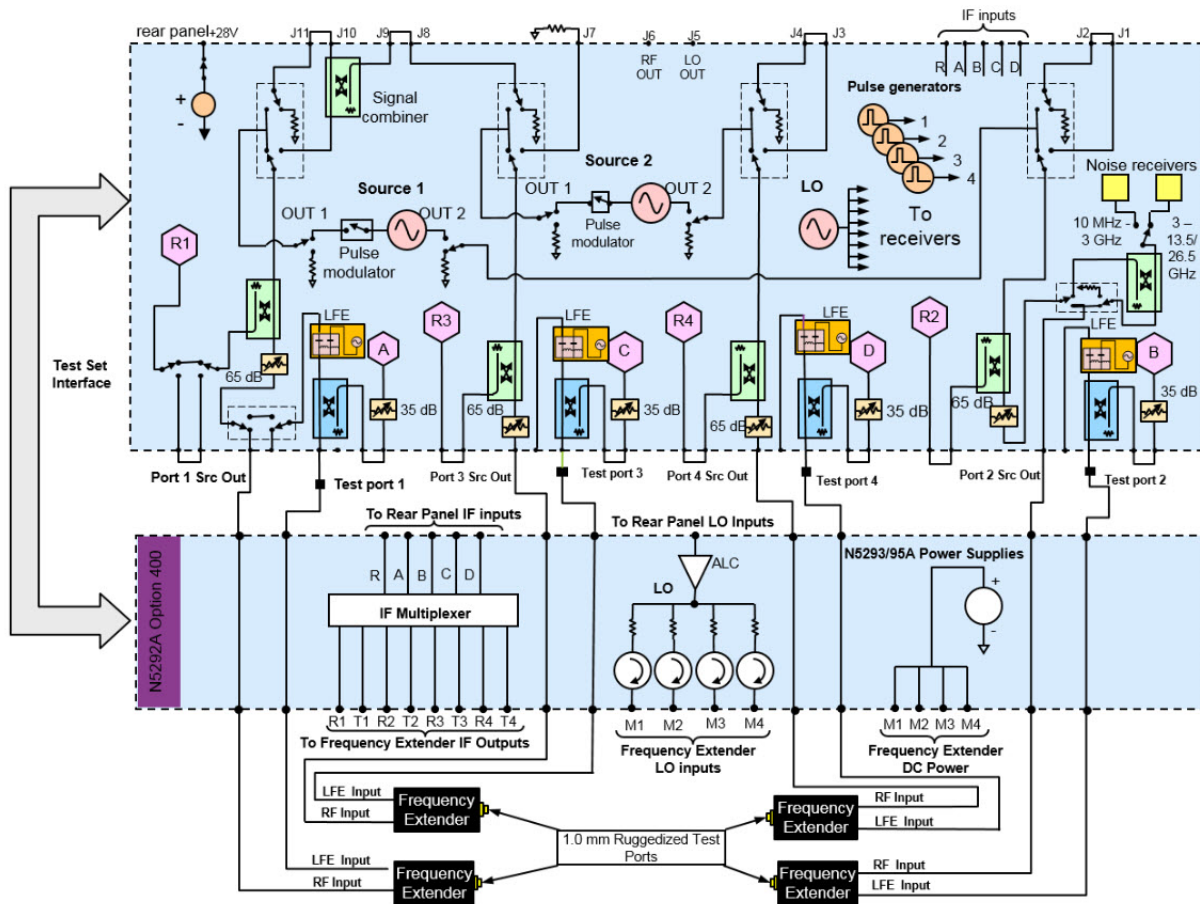 rear panel
+28V
J11
J10
J9
J8
J7
J6
J5
J4
J3
IF inputs
J2
J1
RF
OUT
LO
OUT
R
A
B
C
D
Signal
combiner
Pulse generators
1
2
3
4
+
-
Source 1
OUT 1
OUT 2
Pulse
modulator
Source 2
OUT 1
OUT 2
Pulse
modulator
LO
To
receivers
Noise receivers
10 MHz -
3 GHz
3 –
13.5/
26.5
GHz
Test Set
Interface
R1
LFE
A
65 dB
35 dB
R3
LFE
C
65 dB
35 dB
R4
LFE
D
65 dB
35 dB
R2
LFE
B
65 dB
35 dB
Port 1 Src Out
Test port 1
Port 3 Src Out
Test port 3
Port 4 Src Out
Test port 4
Port 2 Src Out
Test port 2
N5292A Option 400
To Rear Panel IF inputs
R
A
B
C
D
IF Multiplexer
R1 T1 R2 T2 R3 T3 R4 T4
To Frequency Extender IF Outputs
To Rear Panel LO Inputs
ALC
LO
M1 M2 M3 M4
Frequency Extender
LO inputs
N5293/95A Power Supplies
+
-
M1 M2 M3 M4
Frequency Extender
DC Power
LFE Input
RF Input
Frequency
Extender
RF Input
LFE Input
Frequency
Extender
1.0 mm Ruggedized Test
Ports
LFE Input
RF Input
Frequency
Extender
RF Input
LFE Input
Frequency
Extender